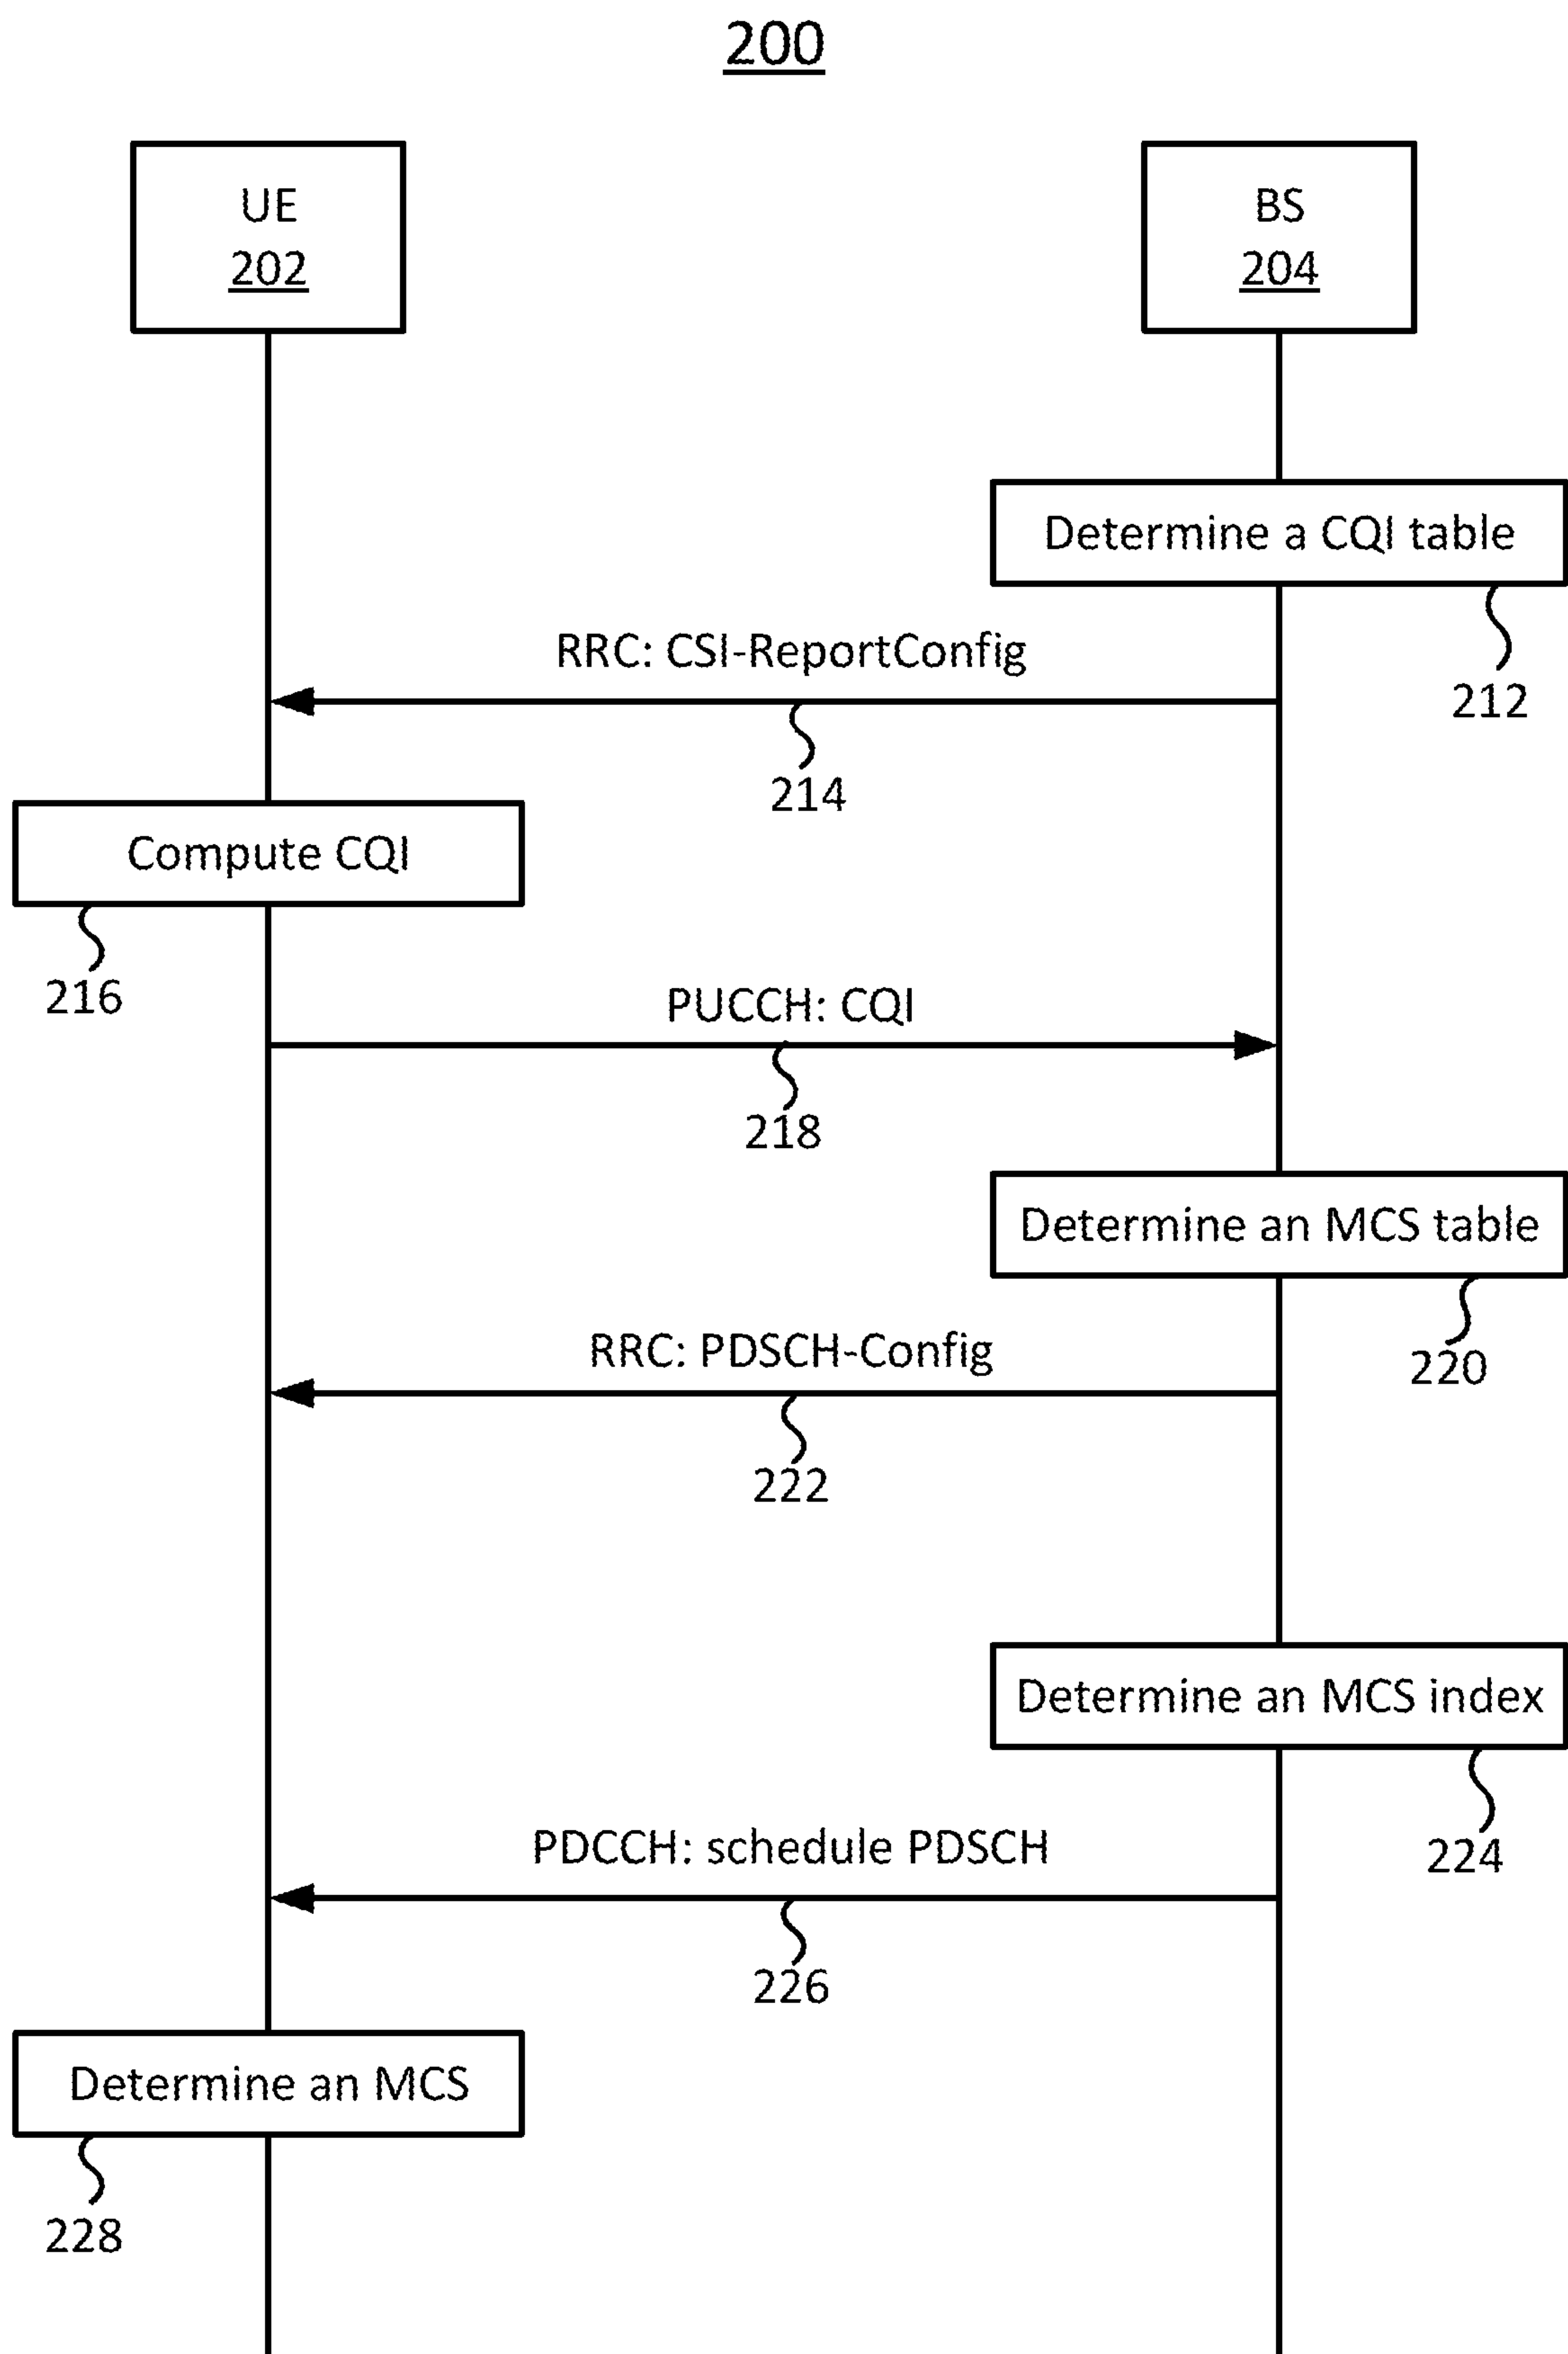 200
UE
202
BS
204
Determine a CQI table
212
RRC: CSI-ReportConfig
214
Compute CQI
216
PUCCH: CQI
218
Determine an MCS table
220
RRC: PDSCH-Config
222
Determine an MCS index
224
PDCCH: schedule PDSCH
226
Determine an MCS
228